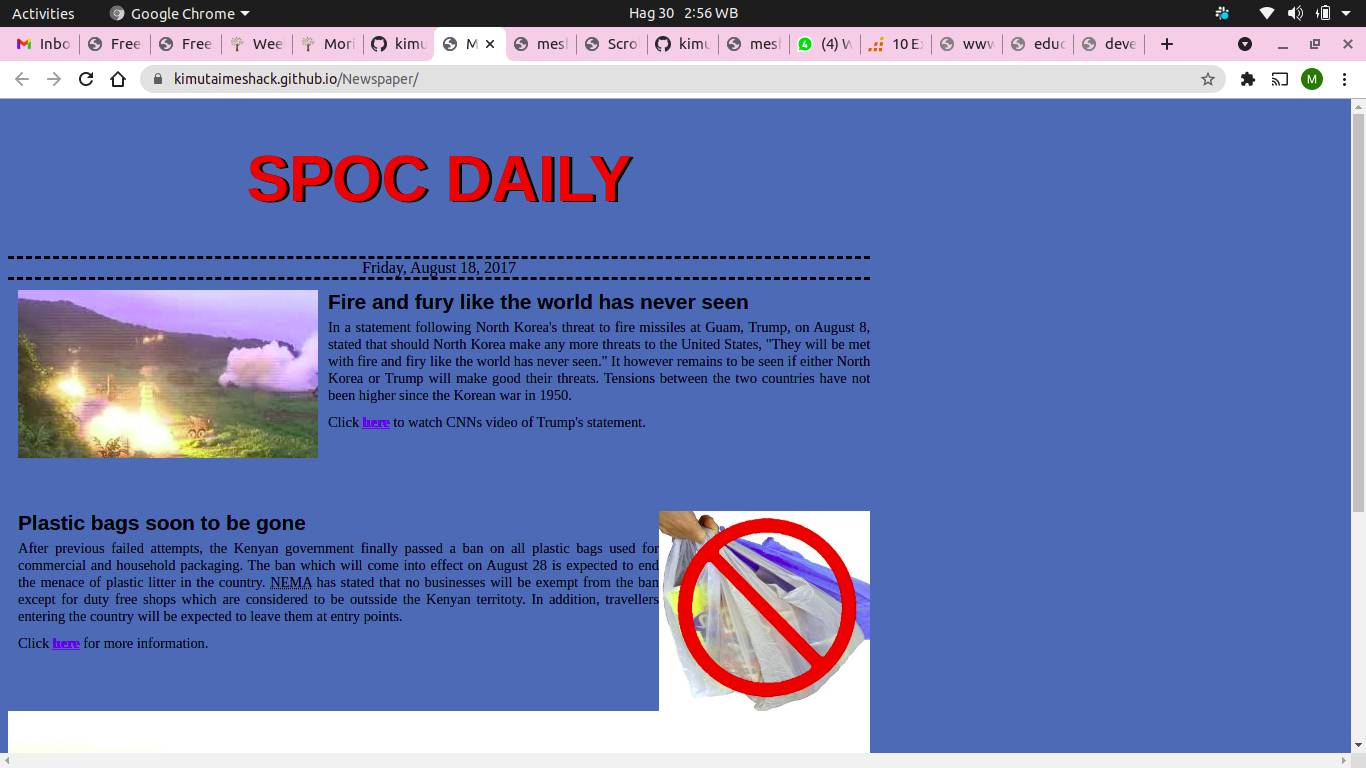 Activities Google Chrome Hag 30 2:56 WB
Inbo Free Free Wee Mori kimu M mesh Scro kimu mesh (4) W 10 E www educ deve
kimutaimeshack.github.io/Newspaper/ M
SPOC DAILY
Friday, August 18, 2017
Fire and fury like the world has never seen
In a statement following North Korea's threat to fire missiles at Guam, Trump, on August 8,
stated that should North Korea make any more threats to the United States, "They will be met
with fire and firy like the world has never seen." It however remains to be seen if either North
Korea or Trump will make good their threats. Tensions between the two countries have not
been higher since the Korean war in 1950.
Click here to watch CNNs video of Trump's statement.
Plastic bags soon to be gone
After previous failed attempts, the Kenyan government finally passed a ban on all plastic bags used for
commercial and household packaging. The ban which will come into effect on August 28 is expected to end
the menace of plastic litter in the country. NEMA has stated that no businesses will be exempt from the ban
except for duty free shops which are considered to be outsside the Kenyan territoty. In addition, travellers
entering the country will be expected to leave them at entry points.
Click here for more information.